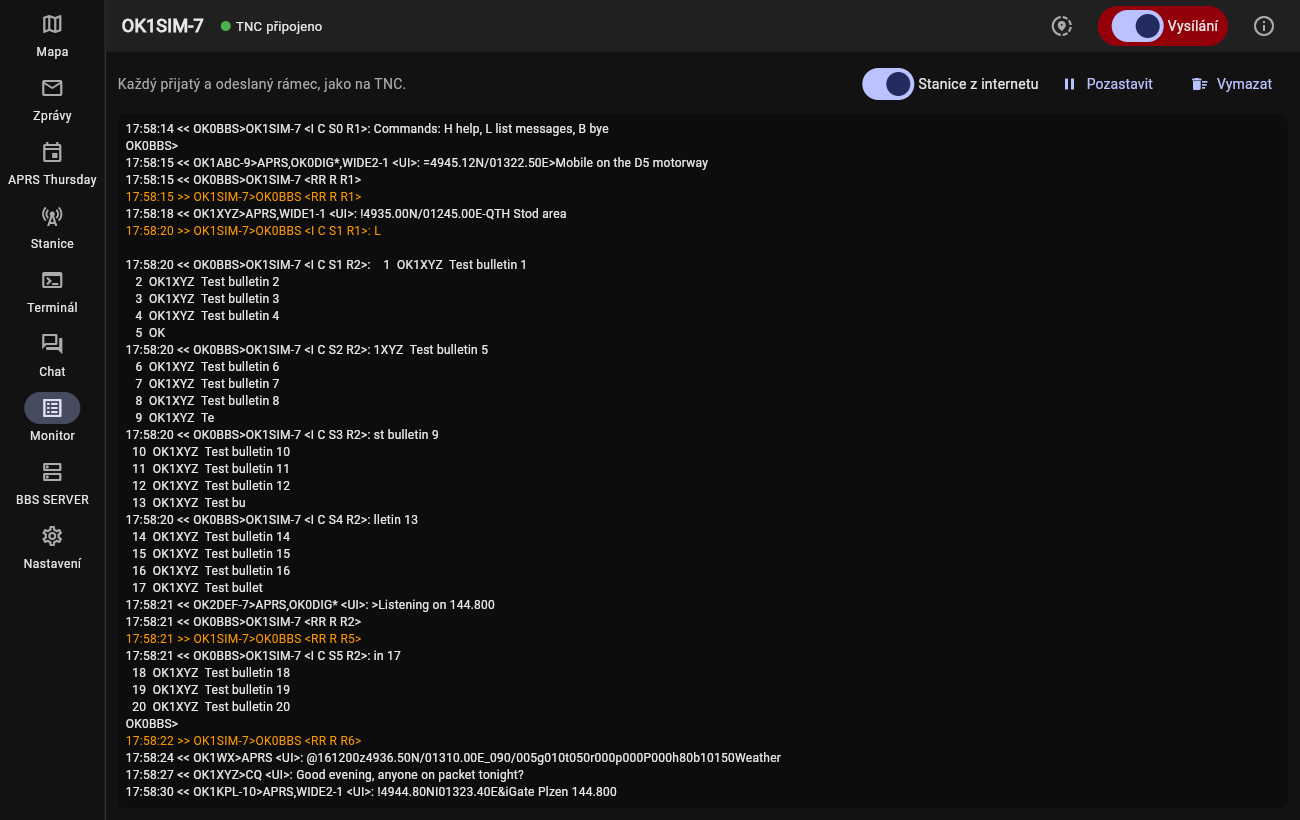 OK1SIM-7
TNC připojeno
Vysílání
Mapa
Zprávy
APRS Thursday
Stanice
Terminál
Chat
Monitor
BBS SERVER
Nastavení
Každý přijatý a odeslaný rámec, jako na TNC.
Stanice z internetu
Pozastavit
Vymazat
17:58:14 << OK0BBS>OK1SIM-7 <I C S0 R1>: Commands: H help, L list messages, B bye
OK0BBS>
17:58:15 << OK1ABC-9>APRS,OK0DIG*,WIDE2-1 <UI>: =4945.12N/01322.50E>Mobile on the D5 motorway
17:58:15 << OK0BBS>OK1SIM-7 <RR R R1>
17:58:15 >> OK1SIM-7>OK0BBS <RR R R1>
17:58:18 << OK1XYZ>APRS,WIDE1-1 <UI>: !4935.00N/01245.00E-QTH Stod area
17:58:20 >> OK1SIM-7>OK0BBS <I C S1 R1>: L
17:58:20 << OK0BBS>OK1SIM-7 <I C S1 R2>:    1  OK1XYZ  Test bulletin 1
2  OK1XYZ  Test bulletin 2
3  OK1XYZ  Test bulletin 3
4  OK1XYZ  Test bulletin 4
5  OK
17:58:20 << OK0BBS>OK1SIM-7 <I C S2 R2>: 1XYZ  Test bulletin 5
6  OK1XYZ  Test bulletin 6
7  OK1XYZ  Test bulletin 7
8  OK1XYZ  Test bulletin 8
9  OK1XYZ  Te
17:58:20 << OK0BBS>OK1SIM-7 <I C S3 R2>: st bulletin 9
10  OK1XYZ  Test bulletin 10
11  OK1XYZ  Test bulletin 11
12  OK1XYZ  Test bulletin 12
13  OK1XYZ  Test bu
17:58:20 << OK0BBS>OK1SIM-7 <I C S4 R2>: lletin 13
14  OK1XYZ  Test bulletin 14
15  OK1XYZ  Test bulletin 15
16  OK1XYZ  Test bulletin 16
17  OK1XYZ  Test bullet
17:58:21 << OK2DEF-7>APRS,OK0DIG* <UI>: >Listening on 144.800
17:58:21 << OK0BBS>OK1SIM-7 <RR R R2>
17:58:21 >> OK1SIM-7>OK0BBS <RR R R5>
17:58:21 << OK0BBS>OK1SIM-7 <I C S5 R2>: in 17
18  OK1XYZ  Test bulletin 18
19  OK1XYZ  Test bulletin 19
20  OK1XYZ  Test bulletin 20
OK0BBS>
17:58:22 >> OK1SIM-7>OK0BBS <RR R R6>
17:58:24 << OK1WX>APRS <UI>: @161200z4936.50N/01310.00E_090/005g010t050r000p000P000h80b10150Weather
17:58:27 << OK1XYZ>CQ <UI>: Good evening, anyone on packet tonight?
17:58:30 << OK1KPL-10>APRS,WIDE2-1 <UI>: !4944.80NI01323.40E&iGate Plzen 144.800